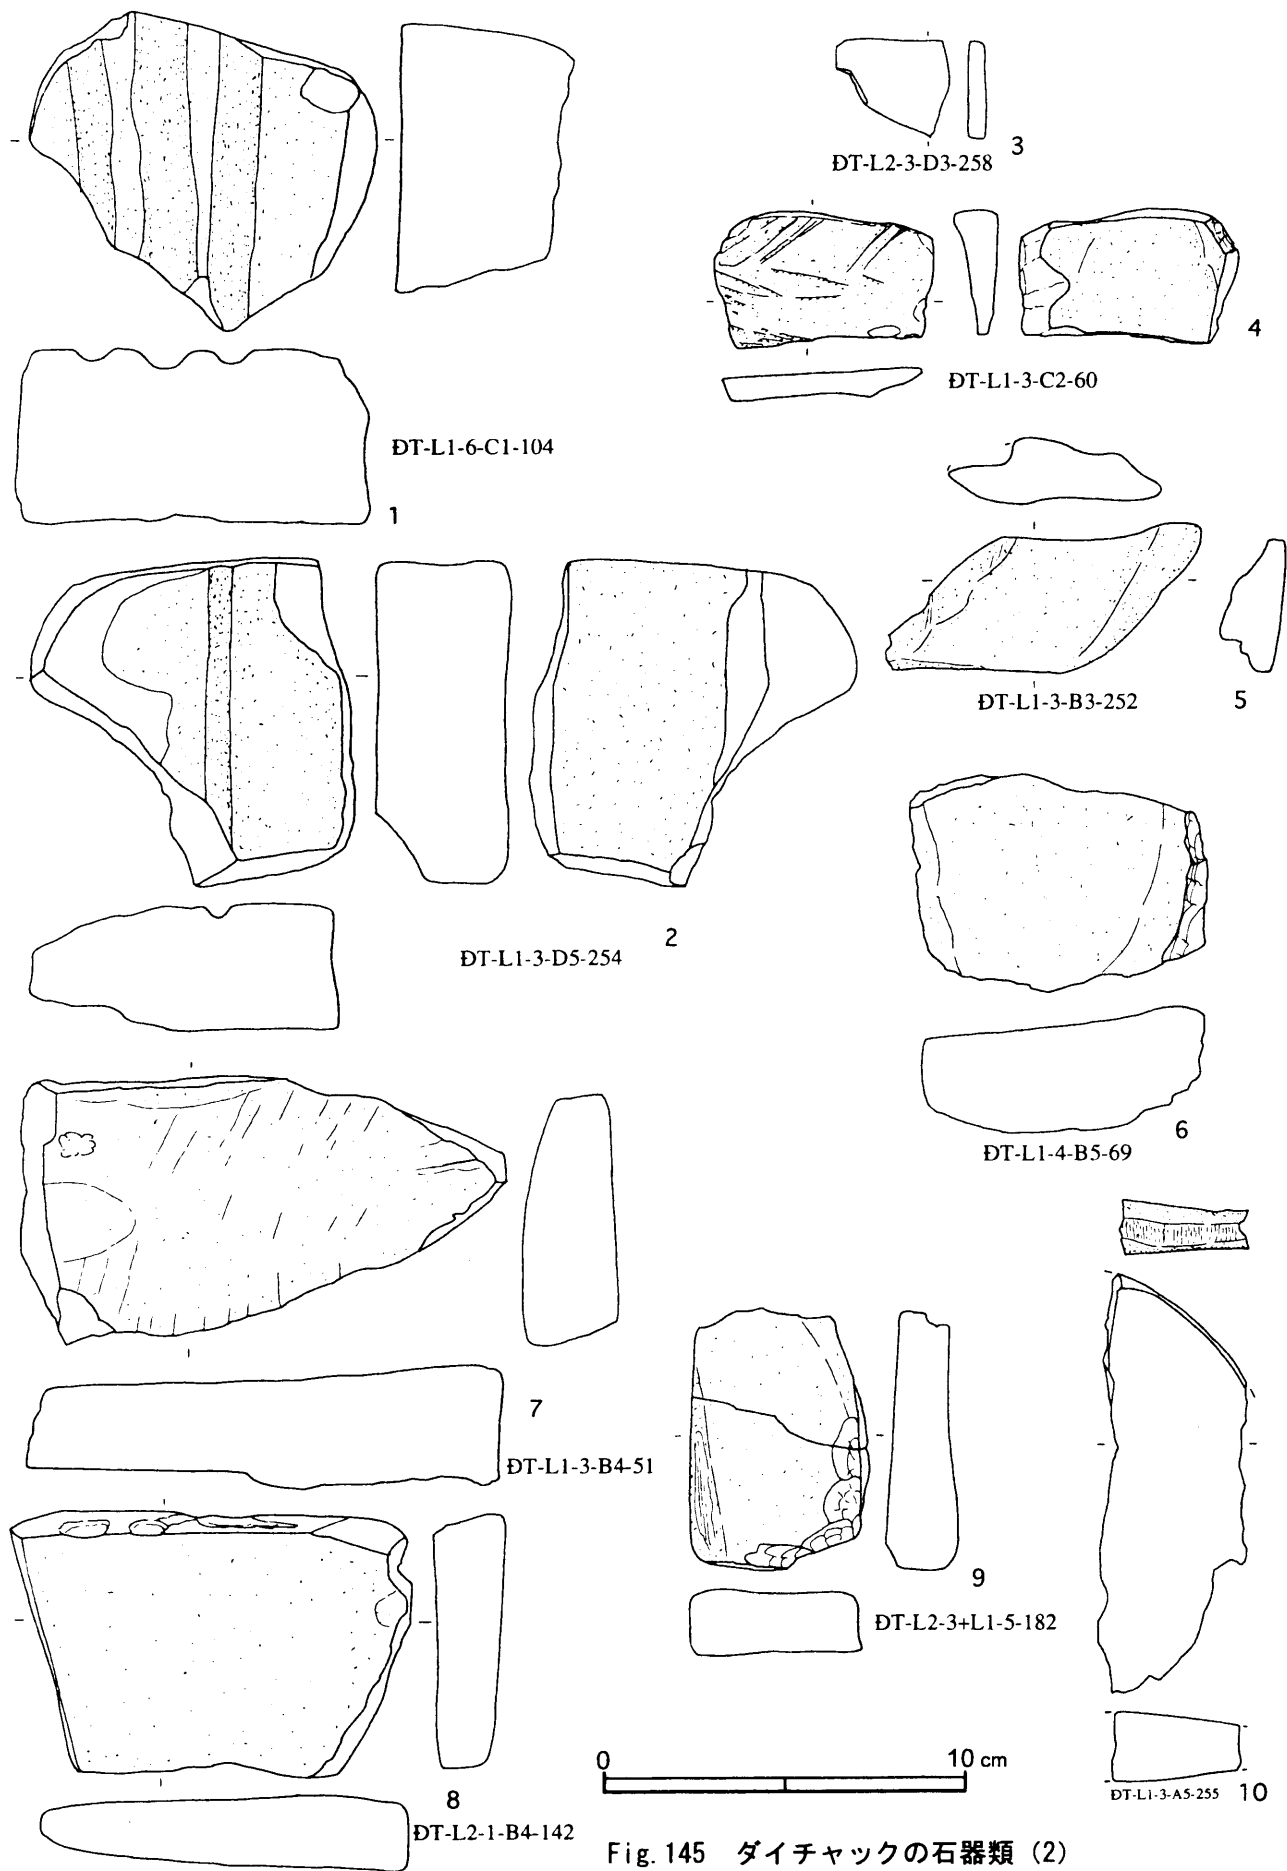 3
ĐT-L2-3-D3-258
4
ĐT-L1-3-C2-60
ĐT-L1-6-C1-104
1
ĐT-L1-3-B3-252
5
2
ĐT-L1-3-D5-254
6
ĐT-L1-4-B5-69
7
ĐT-L1-3-B4-51
9
ĐT-L2-3+L1-5-182
0 10 cm
8
ĐT-L2-1-B4-142
ĐT-L1-3-A5-255 10
Fig. 145 ダイチャックの石器類 (2)